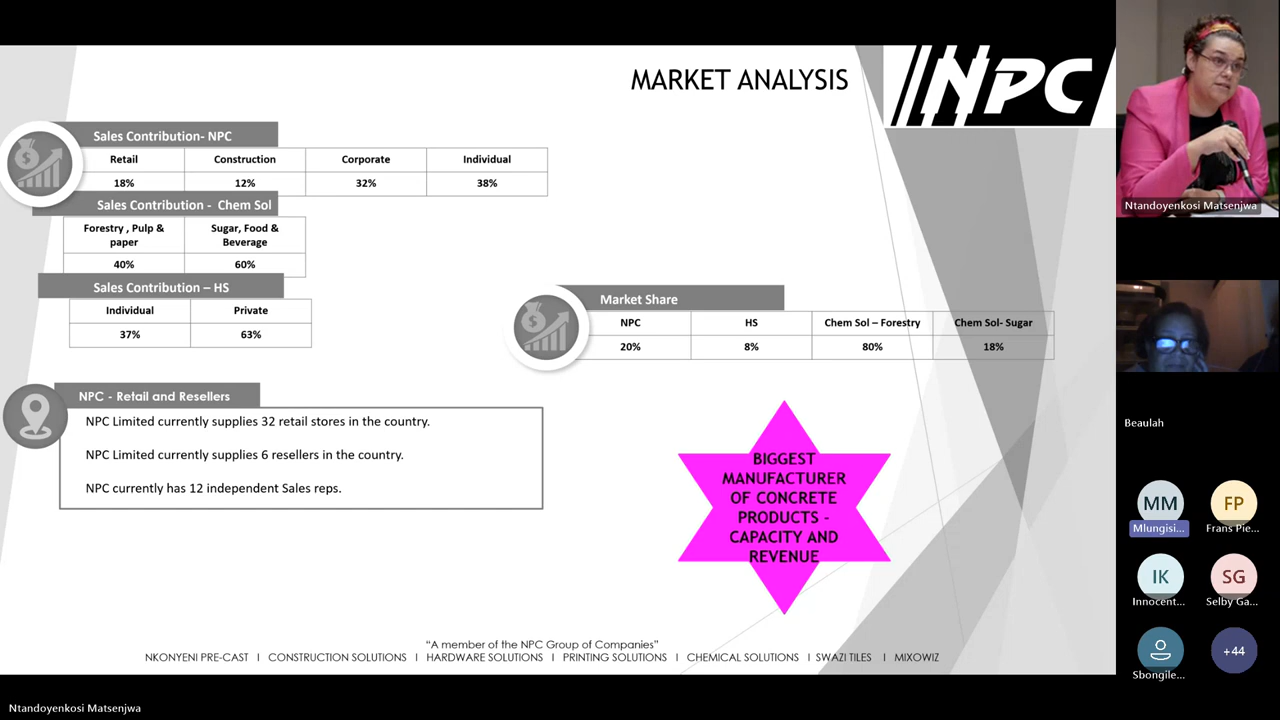 MARKET ANALYSIS
NPC
Sales Contribution- NPC
Retail Construction Corporate Individual
18% 12% 32% 38%
Sales Contribution - Chem Sol
Forestry , Pulp & paper Sugar, Food & Beverage
40% 60%
Sales Contribution – HS
Individual Private
37% 63%
Market Share
NPC HS Chem Sol – Forestry Chem Sol- Sugar
20% 8% 80% 18%
NPC - Retail and Resellers
NPC Limited currently supplies 32 retail stores in the country.
NPC Limited currently supplies 6 resellers in the country.
NPC currently has 12 independent Sales reps.
BIGGEST
MANUFACTURER
OF CONCRETE
PRODUCTS -
CAPACITY AND
REVENUE
“A member of the NPC Group of Companies”
NKONYENI PRE-CAST I CONSTRUCTION SOLUTIONS I HARDWARE SOLUTIONS I PRINTING SOLUTIONS I CHEMICAL SOLUTIONS I SWAZI TILES I MIXOWIZ
Ntandoyenkosi Matsenjwa
Beaulah
MM FP
Mlungisi... Frans Pie...
IK SG
Innocent... Selby Ga...
+44
Sbongile...
Ntandoyenkosi Matsenjwa